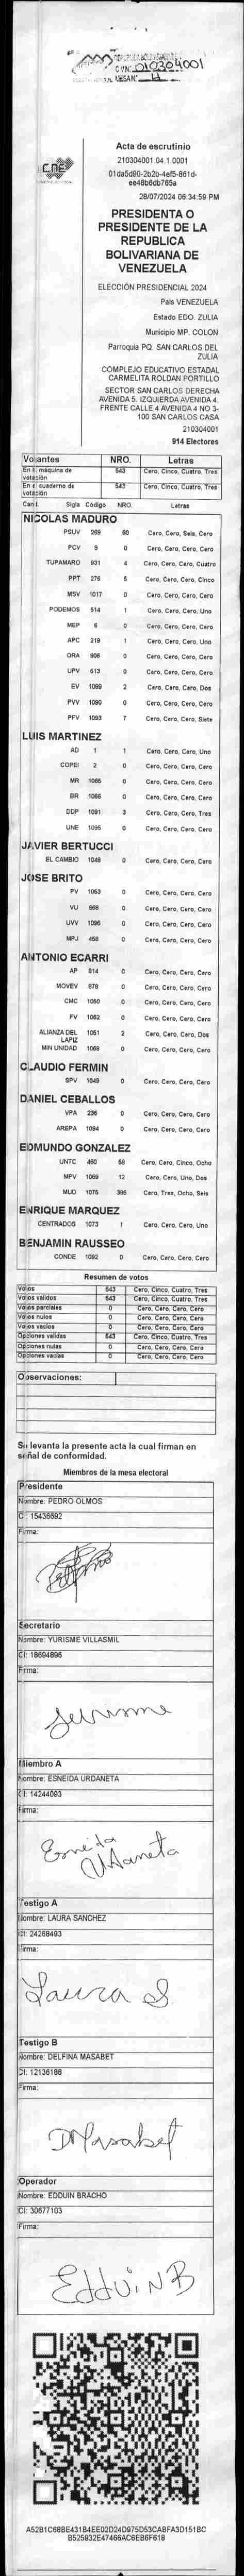 CVN: 010304001
MESA Nº 4
CNE
Acta de escrutinio
210304001.04.1.0001
01da5d90-2b2b-4ef5-861d-
ee48b6db765a
28/07/2024 06:34:59 PM
PRESIDENTA O
PRESIDENTE DE LA
REPUBLICA
BOLIVARIANA DE
VENEZUELA
ELECCIÓN PRESIDENCIAL 2024
País VENEZUELA
Estado EDO. ZULIA
Municipio MP. COLON
Parroquia PQ. SAN CARLOS DEL
ZULIA
COMPLEJO EDUCATIVO ESTADAL
CARMELITA ROLDAN PORTILLO
SECTOR SAN CARLOS DERECHA
AVENIDA 5. IZQUIERDA AVENIDA 4.
FRENTE CALLE 4 AVENIDA 4 NO 3-
100 SAN CARLOS CASA
210304001
914 Electores
Votantes NRO. Letras
En la máquina de votación 543 Cero, Cinco, Cuatro, Tres
En el cuaderno de votación 543 Cero, Cinco, Cuatro, Tres
Cand. Sigla Código NRO. Letras
NICOLAS MADURO
PSUV 269 60 Cero, Cero, Seis, Cero
PCV 9 0 Cero, Cero, Cero, Cero
TUPAMARO 931 4 Cero, Cero, Cero, Cuatro
PPT 276 5 Cero, Cero, Cero, Cinco
MSV 1017 0 Cero, Cero, Cero, Cero
PODEMOS 514 1 Cero, Cero, Cero, Uno
MEP 6 0 Cero, Cero, Cero, Cero
APC 219 1 Cero, Cero, Cero, Uno
ORA 906 0 Cero, Cero, Cero, Cero
UPV 613 0 Cero, Cero, Cero, Cero
EV 1089 2 Cero, Cero, Cero, Dos
PVV 1090 0 Cero, Cero, Cero, Cero
PFV 1093 7 Cero, Cero, Cero, Siete
LUIS MARTINEZ
AD 1 1 Cero, Cero, Cero, Uno
COPEI 2 0 Cero, Cero, Cero, Cero
MR 1065 0 Cero, Cero, Cero, Cero
BR 1066 0 Cero, Cero, Cero, Cero
DDP 1091 3 Cero, Cero, Cero, Tres
UNE 1095 0 Cero, Cero, Cero, Cero
JAVIER BERTUCCI
EL CAMBIO 1048 0 Cero, Cero, Cero, Cero
JOSE BRITO
PV 1053 0 Cero, Cero, Cero, Cero
VU 868 0 Cero, Cero, Cero, Cero
UVV 1096 0 Cero, Cero, Cero, Cero
MPJ 456 0 Cero, Cero, Cero, Cero
ANTONIO ECARRI
AP 814 0 Cero, Cero, Cero, Cero
MOVEV 878 0 Cero, Cero, Cero, Cero
CMC 1050 0 Cero, Cero, Cero, Cero
FV 1062 0 Cero, Cero, Cero, Cero
ALIANZA DEL LAPIZ 1051 2 Cero, Cero, Cero, Dos
MIN UNIDAD 1069 0 Cero, Cero, Cero, Cero
CLAUDIO FERMIN
SPV 1049 0 Cero, Cero, Cero, Cero
DANIEL CEBALLOS
VPA 236 0 Cero, Cero, Cero, Cero
AREPA 1094 0 Cero, Cero, Cero, Cero
EDMUNDO GONZALEZ
UNTC 460 58 Cero, Cero, Cinco, Ocho
MPV 1069 12 Cero, Cero, Uno, Dos
MUD 1075 386 Cero, Tres, Ocho, Seis
ENRIQUE MARQUEZ
CENTRADOS 1073 1 Cero, Cero, Cero, Uno
BENJAMIN RAUSSEO
CONDE 1092 0 Cero, Cero, Cero, Cero
Resumen de votos
Votos 543 Cero, Cinco, Cuatro, Tres
Votos validos 543 Cero, Cinco, Cuatro, Tres
Votos parciales 0 Cero, Cero, Cero, Cero
Votos nulos 0 Cero, Cero, Cero, Cero
Votos vacios 0 Cero, Cero, Cero, Cero
Opciones validas 543 Cero, Cinco, Cuatro, Tres
Opciones nulas 0 Cero, Cero, Cero, Cero
Opciones vacias 0 Cero, Cero, Cero, Cero
Observaciones:
Se levanta la presente acta la cual firman en
señal de conformidad.
Miembros de la mesa electoral
Presidente
Nombre: PEDRO OLMOS
CI: 15435692
Firma:
Secretario
Nombre: YURISME VILLASMIL
CI: 18694896
Firma:
Yurisme
Miembro A
Nombre: ESNEIDA URDANETA
CI: 14244093
Firma:
Esneida
Urdaneta
Testigo A
Nombre: LAURA SANCHEZ
CI: 24268493
Firma:
Laura S.
Testigo B
Nombre: DELFINA MASABET
CI: 12136186
Firma:
DMasabet
Operador
Nombre: EDDUIN BRACHO
CI: 30677103
Firma:
Edduin B
A52B1C68BE431B4EE02D24D975D53CABFA3D151BC
B525932E47466AC6EB6F618